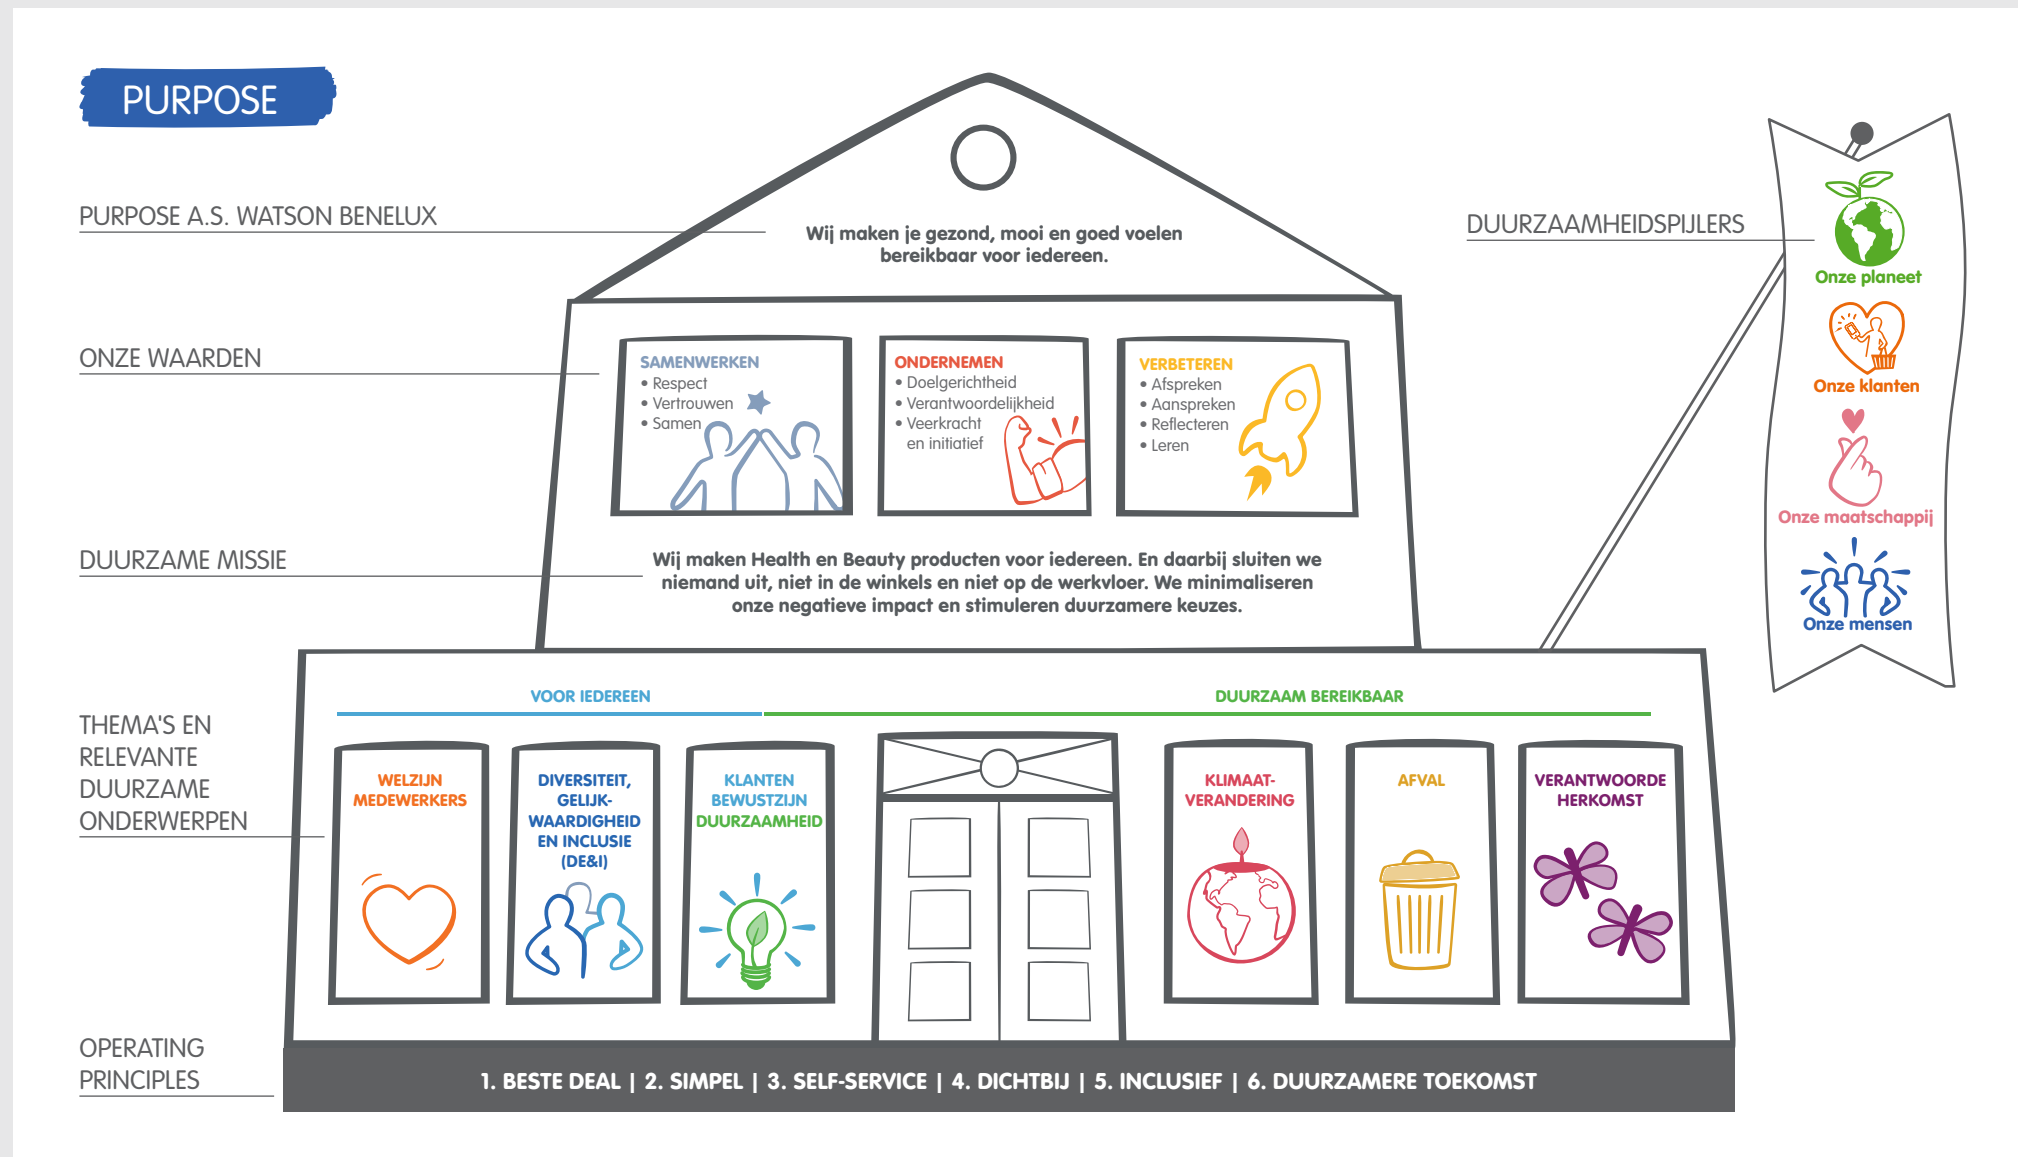 PURPOSE
PURPOSE A.S. WATSON BENELUX
Wij maken je gezond, mooi en goed voelen
bereikbaar voor iedereen.
ONZE WAARDEN
SAMENWERKEN
• Respect
• Vertrouwen
• Samen
ONDERNEMEN
• Doelgerichtheid
• Verantwoordelijkheid
• Veerkracht
en initiatief
VERBETEREN
• Afspreken
• Aanspreken
• Reflecteren
• Leren
DUURZAME MISSIE
Wij maken Health en Beauty producten voor iedereen. En daarbij sluiten we
niemand uit, niet in de winkels en niet op de werkvloer. We minimaliseren
onze negatieve impact en stimuleren duurzamere keuzes.
DUURZAAMHEIDSPIJLERS
Onze planeet
Onze klanten
Onze maatschappij
Onze mensen
THEMA'S EN
RELEVANTE
DUURZAME
ONDERWERPEN
VOOR IEDEREEN
DUURZAAM BEREIKBAAR
WELZIJN
MEDEWERKERS
DIVERSITEIT,
GELIJK-
WAARDIGHEID
EN INCLUSIE
(DE&I)
KLANTEN
BEWUSTZIJN
DUURZAAMHEID
KLIMAAT-
VERANDERING
AFVAL
VERANTWOORDE
HERKOMST
OPERATING
PRINCIPLES
1. BESTE DEAL | 2. SIMPEL | 3. SELF-SERVICE | 4. DICHTBIJ | 5. INCLUSIEF | 6. DUURZAMERE TOEKOMST